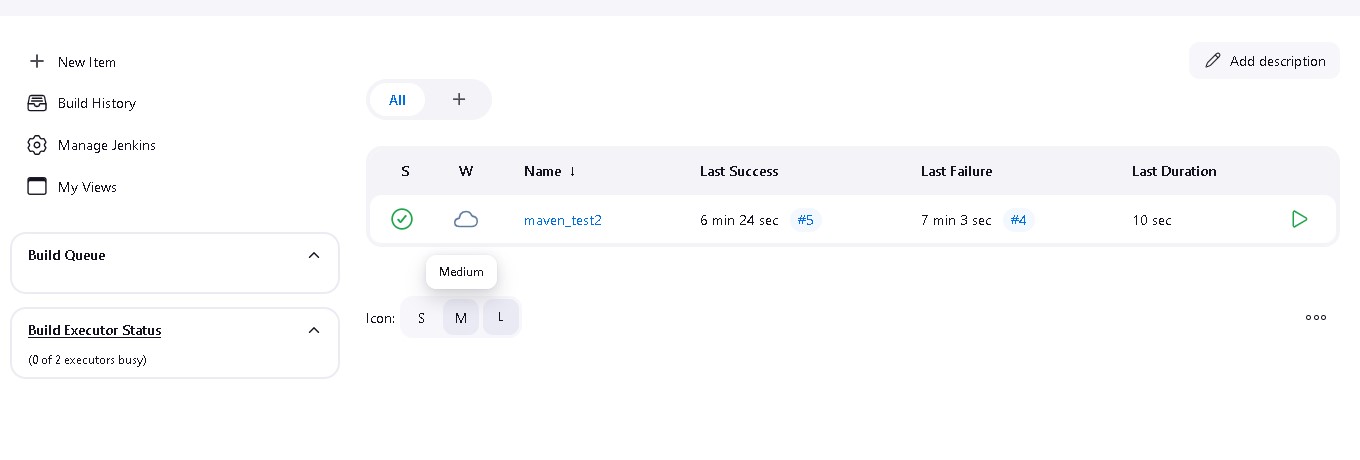 New Item
Build History
Manage Jenkins
My Views
Build Queue
Build Executor Status
(0 of 2 executors busy)
Add description
All +
S W Name ↓ Last Success Last Failure Last Duration
maven_test2 6 min 24 sec #5 7 min 3 sec #4 10 sec
Medium
Icon: S M L